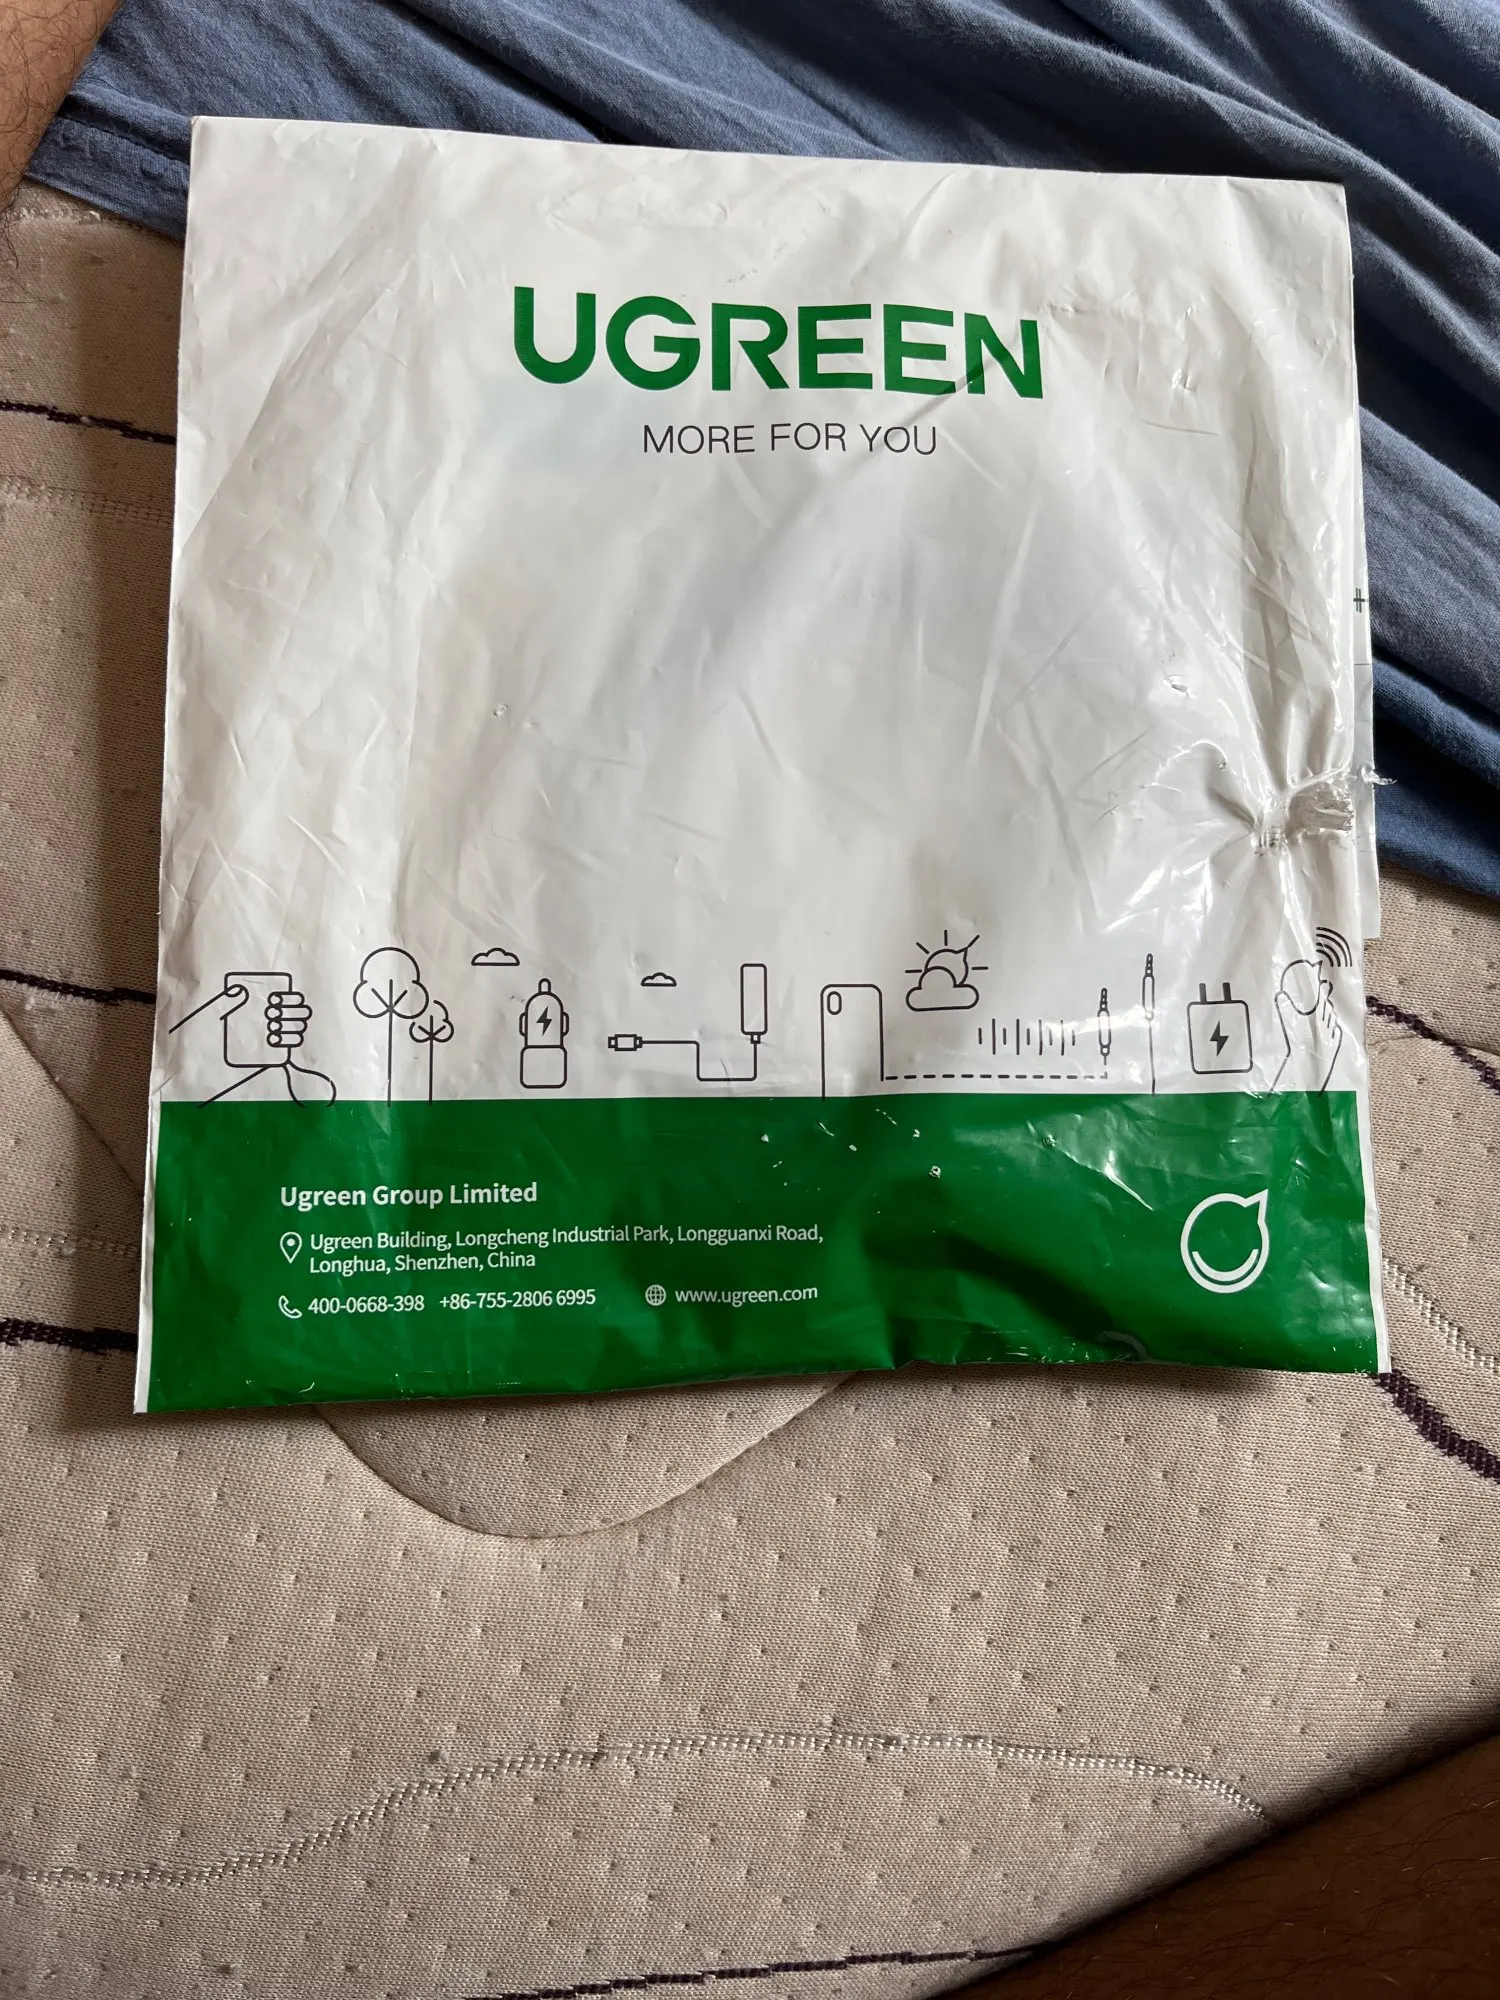 UGREEN
MORE FOR YOU
Ugreen Group Limited
Ugreen Building, Longcheng Industrial Park, Longguanxi Road,
Longhua, Shenzhen, China
400-0668-398 +86-755-2806 6995 www.ugreen.com